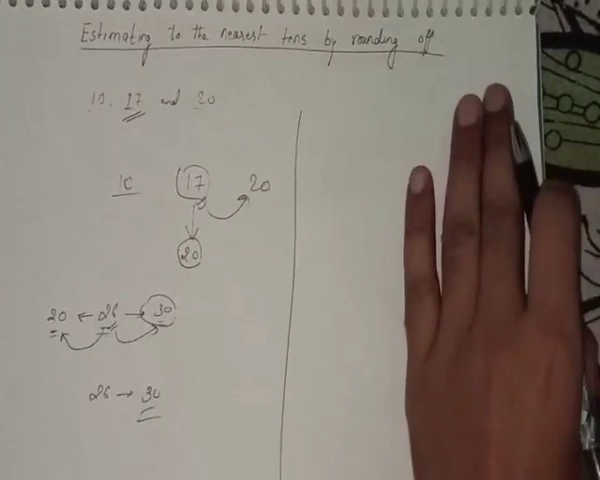 Estimating to the nearest tens by rounding off
10, 17 and 20
10 17 20
20
20 ← 26 → 30
26 → 30